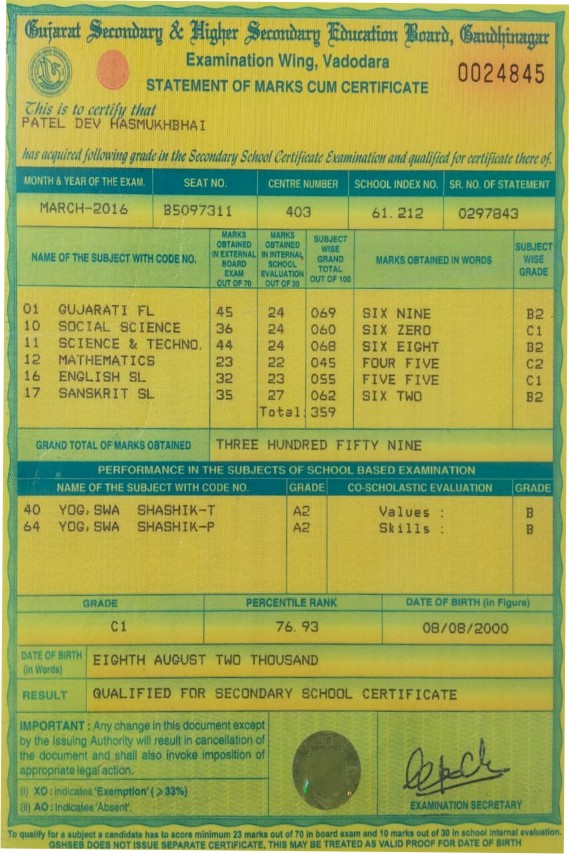 Gujarat Secondary & Higher Secondary Education Board, Gandhinagar
Examination Wing, Vadodara
0024845
STATEMENT OF MARKS CUM CERTIFICATE
This is to certify that
PATEL DEV HASMUKHBHAI
has acquired following grade in the Secondary School Certificate Examination and qualified for certificate there of.
MONTH & YEAR OF THE EXAM. SEAT NO. CENTRE NUMBER SCHOOL INDEX NO. SR. NO. OF STATEMENT
MARCH-2016 B5097311 403 61.212 0297843
NAME OF THE SUBJECT WITH CODE NO. MARKS OBTAINED IN EXTERNAL BOARD EXAM OUT OF 70 MARKS OBTAINED IN INTERNAL SCHOOL EVALUATION OUT OF 30 SUBJECT WISE GRAND TOTAL OUT OF 100 MARKS OBTAINED IN WORDS SUBJECT WISE GRADE
01 GUJARATI FL 45 24 069 SIX NINE B2
10 SOCIAL SCIENCE 36 24 060 SIX ZERO C1
11 SCIENCE & TECHNO. 44 24 068 SIX EIGHT B2
12 MATHEMATICS 23 22 045 FOUR FIVE C2
16 ENGLISH SL 32 23 055 FIVE FIVE C1
17 SANSKRIT SL 35 27 062 SIX TWO B2
Total:359
GRAND TOTAL OF MARKS OBTAINED THREE HUNDRED FIFTY NINE
PERFORMANCE IN THE SUBJECTS OF SCHOOL BASED EXAMINATION
NAME OF THE SUBJECT WITH CODE NO. GRADE CO-SCHOLASTIC EVALUATION GRADE
40 YOG,SWA SHASHIK-T A2 Values : B
64 YOG,SWA SHASHIK-P A2 Skills : B
GRADE PERCENTILE RANK DATE OF BIRTH (in Figure)
C1 76.93 08/08/2000
DATE OF BIRTH (in Words) EIGHTH AUGUST TWO THOUSAND
RESULT QUALIFIED FOR SECONDARY SCHOOL CERTIFICATE
IMPORTANT : Any change in this document except
by the Issuing Authority will result in cancellation of
the document and shall also invoke imposition of
appropriate legal action.
(i) XO : Indicates 'Exemption' (≥33%)
(ii) AO : Indicates 'Absent'.
EXAMINATION SECRETARY
To qualify for a subject a candidate has to score minimum 23 marks out of 70 in board exam and 10 marks out of 30 in school internal evaluation.
GSHSEB DOES NOT ISSUE SEPARATE CERTIFICATE, THIS MAY BE TREATED AS VALID PROOF FOR DATE OF BIRTH